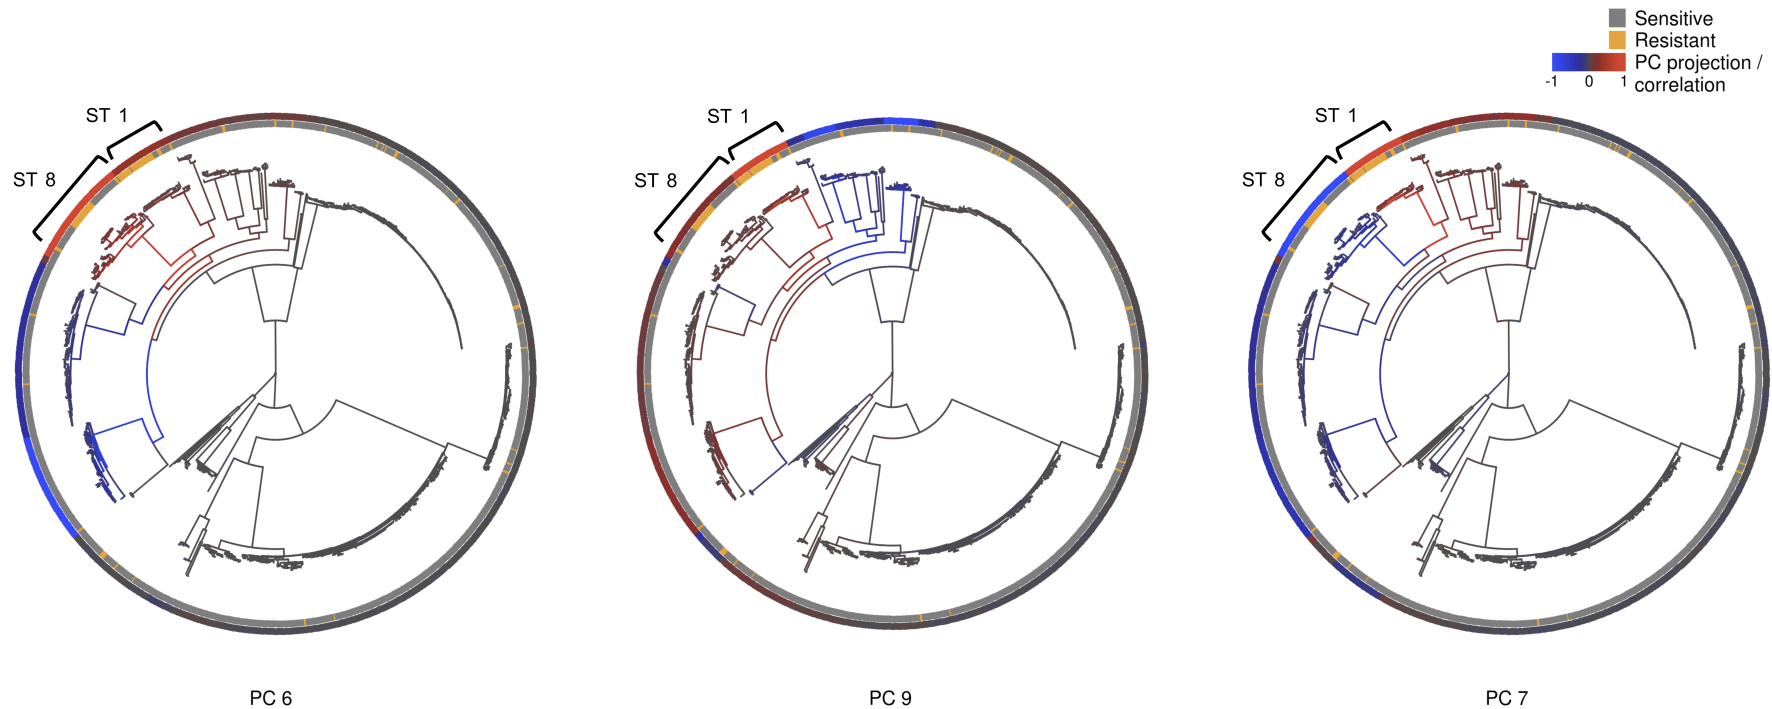 Sensitive
Resistant
PC projection /
correlation
-1 0 1
ST 1
ST 8
ST 1
ST 8
ST 1
ST 8
PC 6
PC 9
PC 7